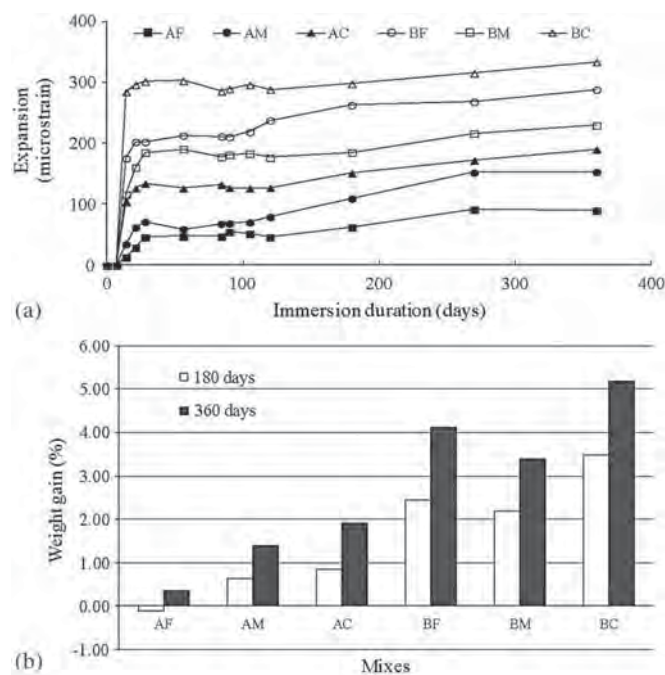 400
AF AM AC BF BM BC
300
200
100
0
Expansion
(microstrain)
0 100 200 300 400
Immersion duration (days)
(a)
6.00
5.00
4.00
3.00
2.00
1.00
0.00
-1.00
180 days
360 days
Weight gain (%)
AF AM AC BF BM BC
Mixes
(b)